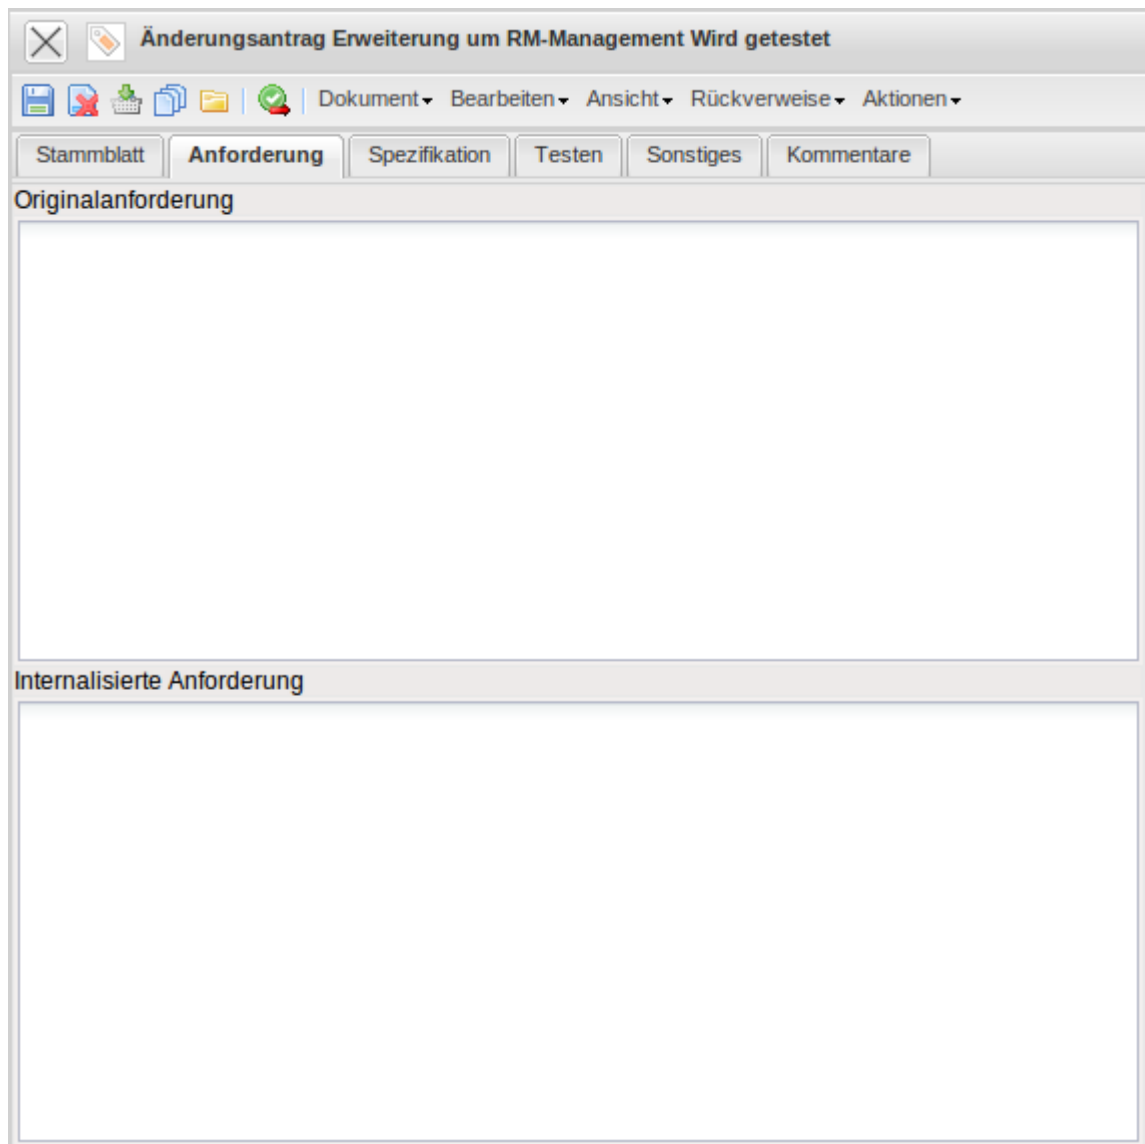 Änderungsantrag Erweiterung um RM-Management Wird getestet
Dokument Bearbeiten Ansicht Rückverweise Aktionen
Stammblatt Anforderung Spezifikation Testen Sonstiges Kommentare
Originalanforderung
Internalisierte Anforderung